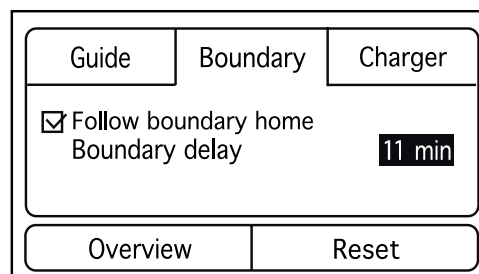 Guide Boundary Charger
Follow boundary home
Boundary delay 11 min
Overview Reset